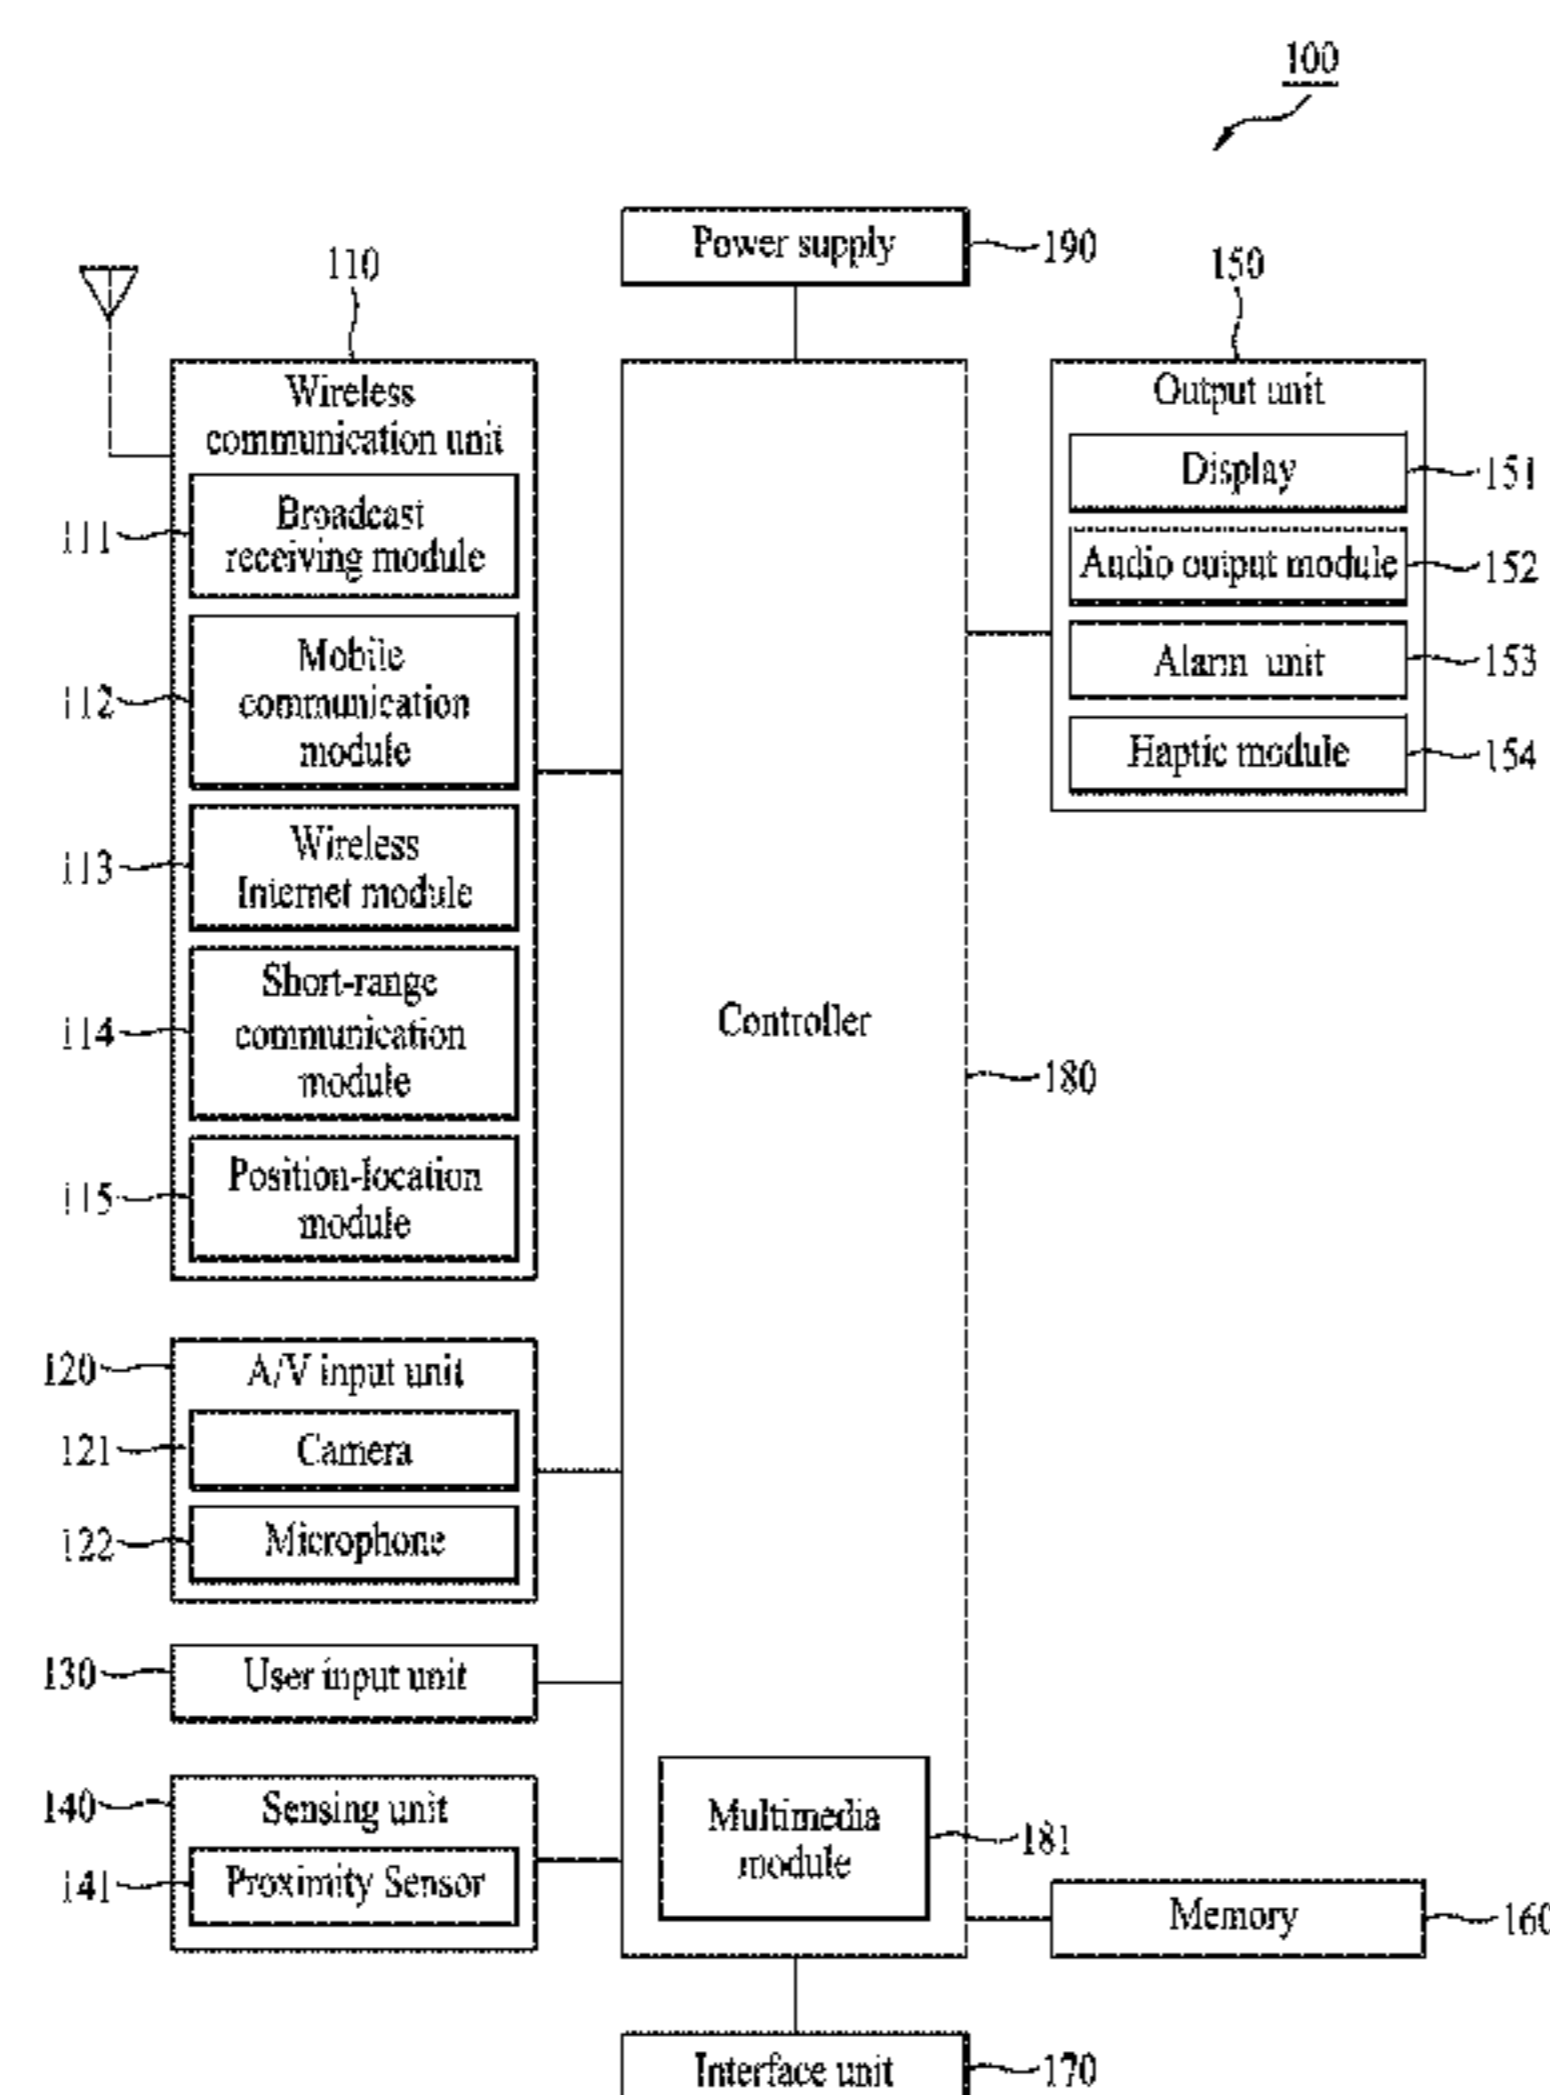 100
Power supply
190
110
150
Wireless
communication unit
Output unit
Display
151
Broadcast
receiving module
111
Audio output module
152
Mobile
communication
module
112
Alarm unit
153
Haptic module
154
Wireless
Internet module
113
Short-range
communication
module
114
Controller
180
Position-location
module
115
120
A/V input unit
121
Camera
122
Microphone
130
User input unit
140
Sensing unit
141
Proximity Sensor
Multimedia
module
181
Memory
160
Interface unit
170